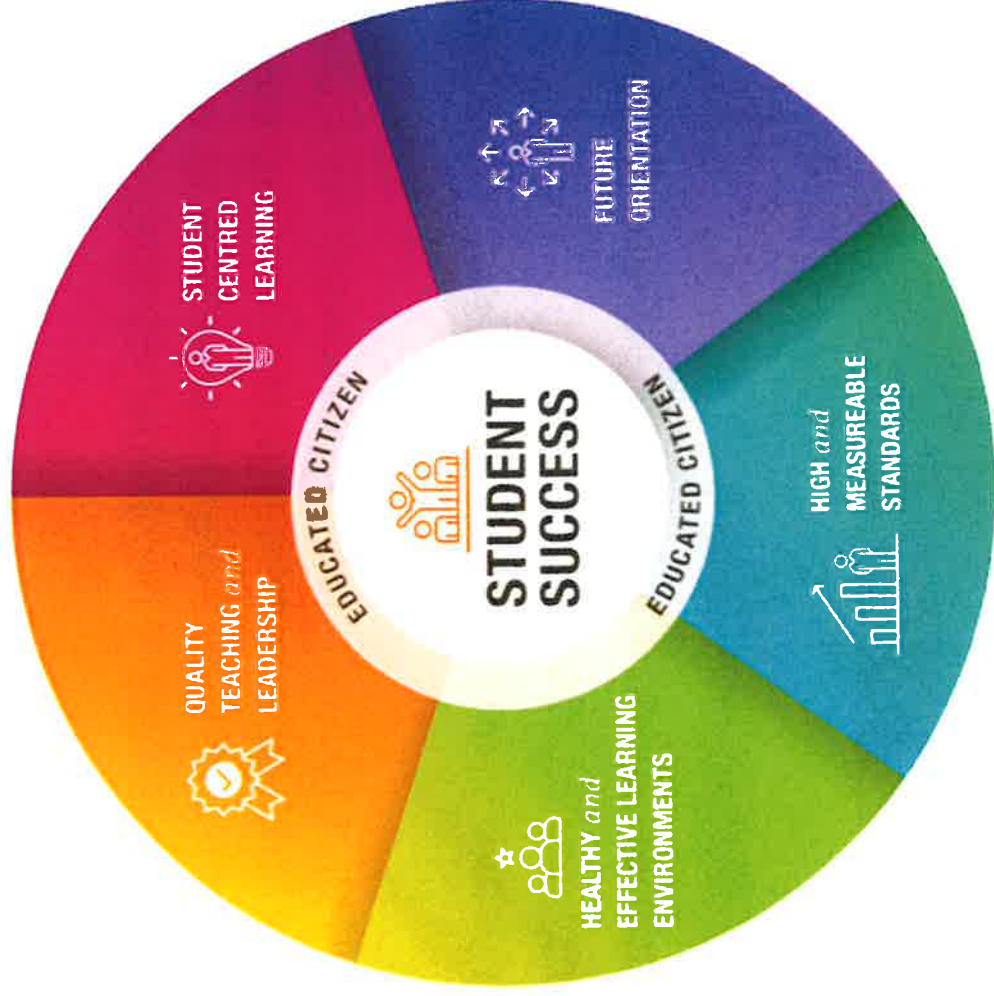 QUALITY
TEACHING and
LEADERSHIP
STUDENT
CENTRED
LEARNING
FUTURE
ORIENTATION
HIGH and
MEASUREABLE
STANDARDS
HEALTHY and
EFFECTIVE LEARNING
ENVIRONMENTS
EDUCATED CITIZEN
STUDENT
SUCCESS
EDUCATED CITIZEN